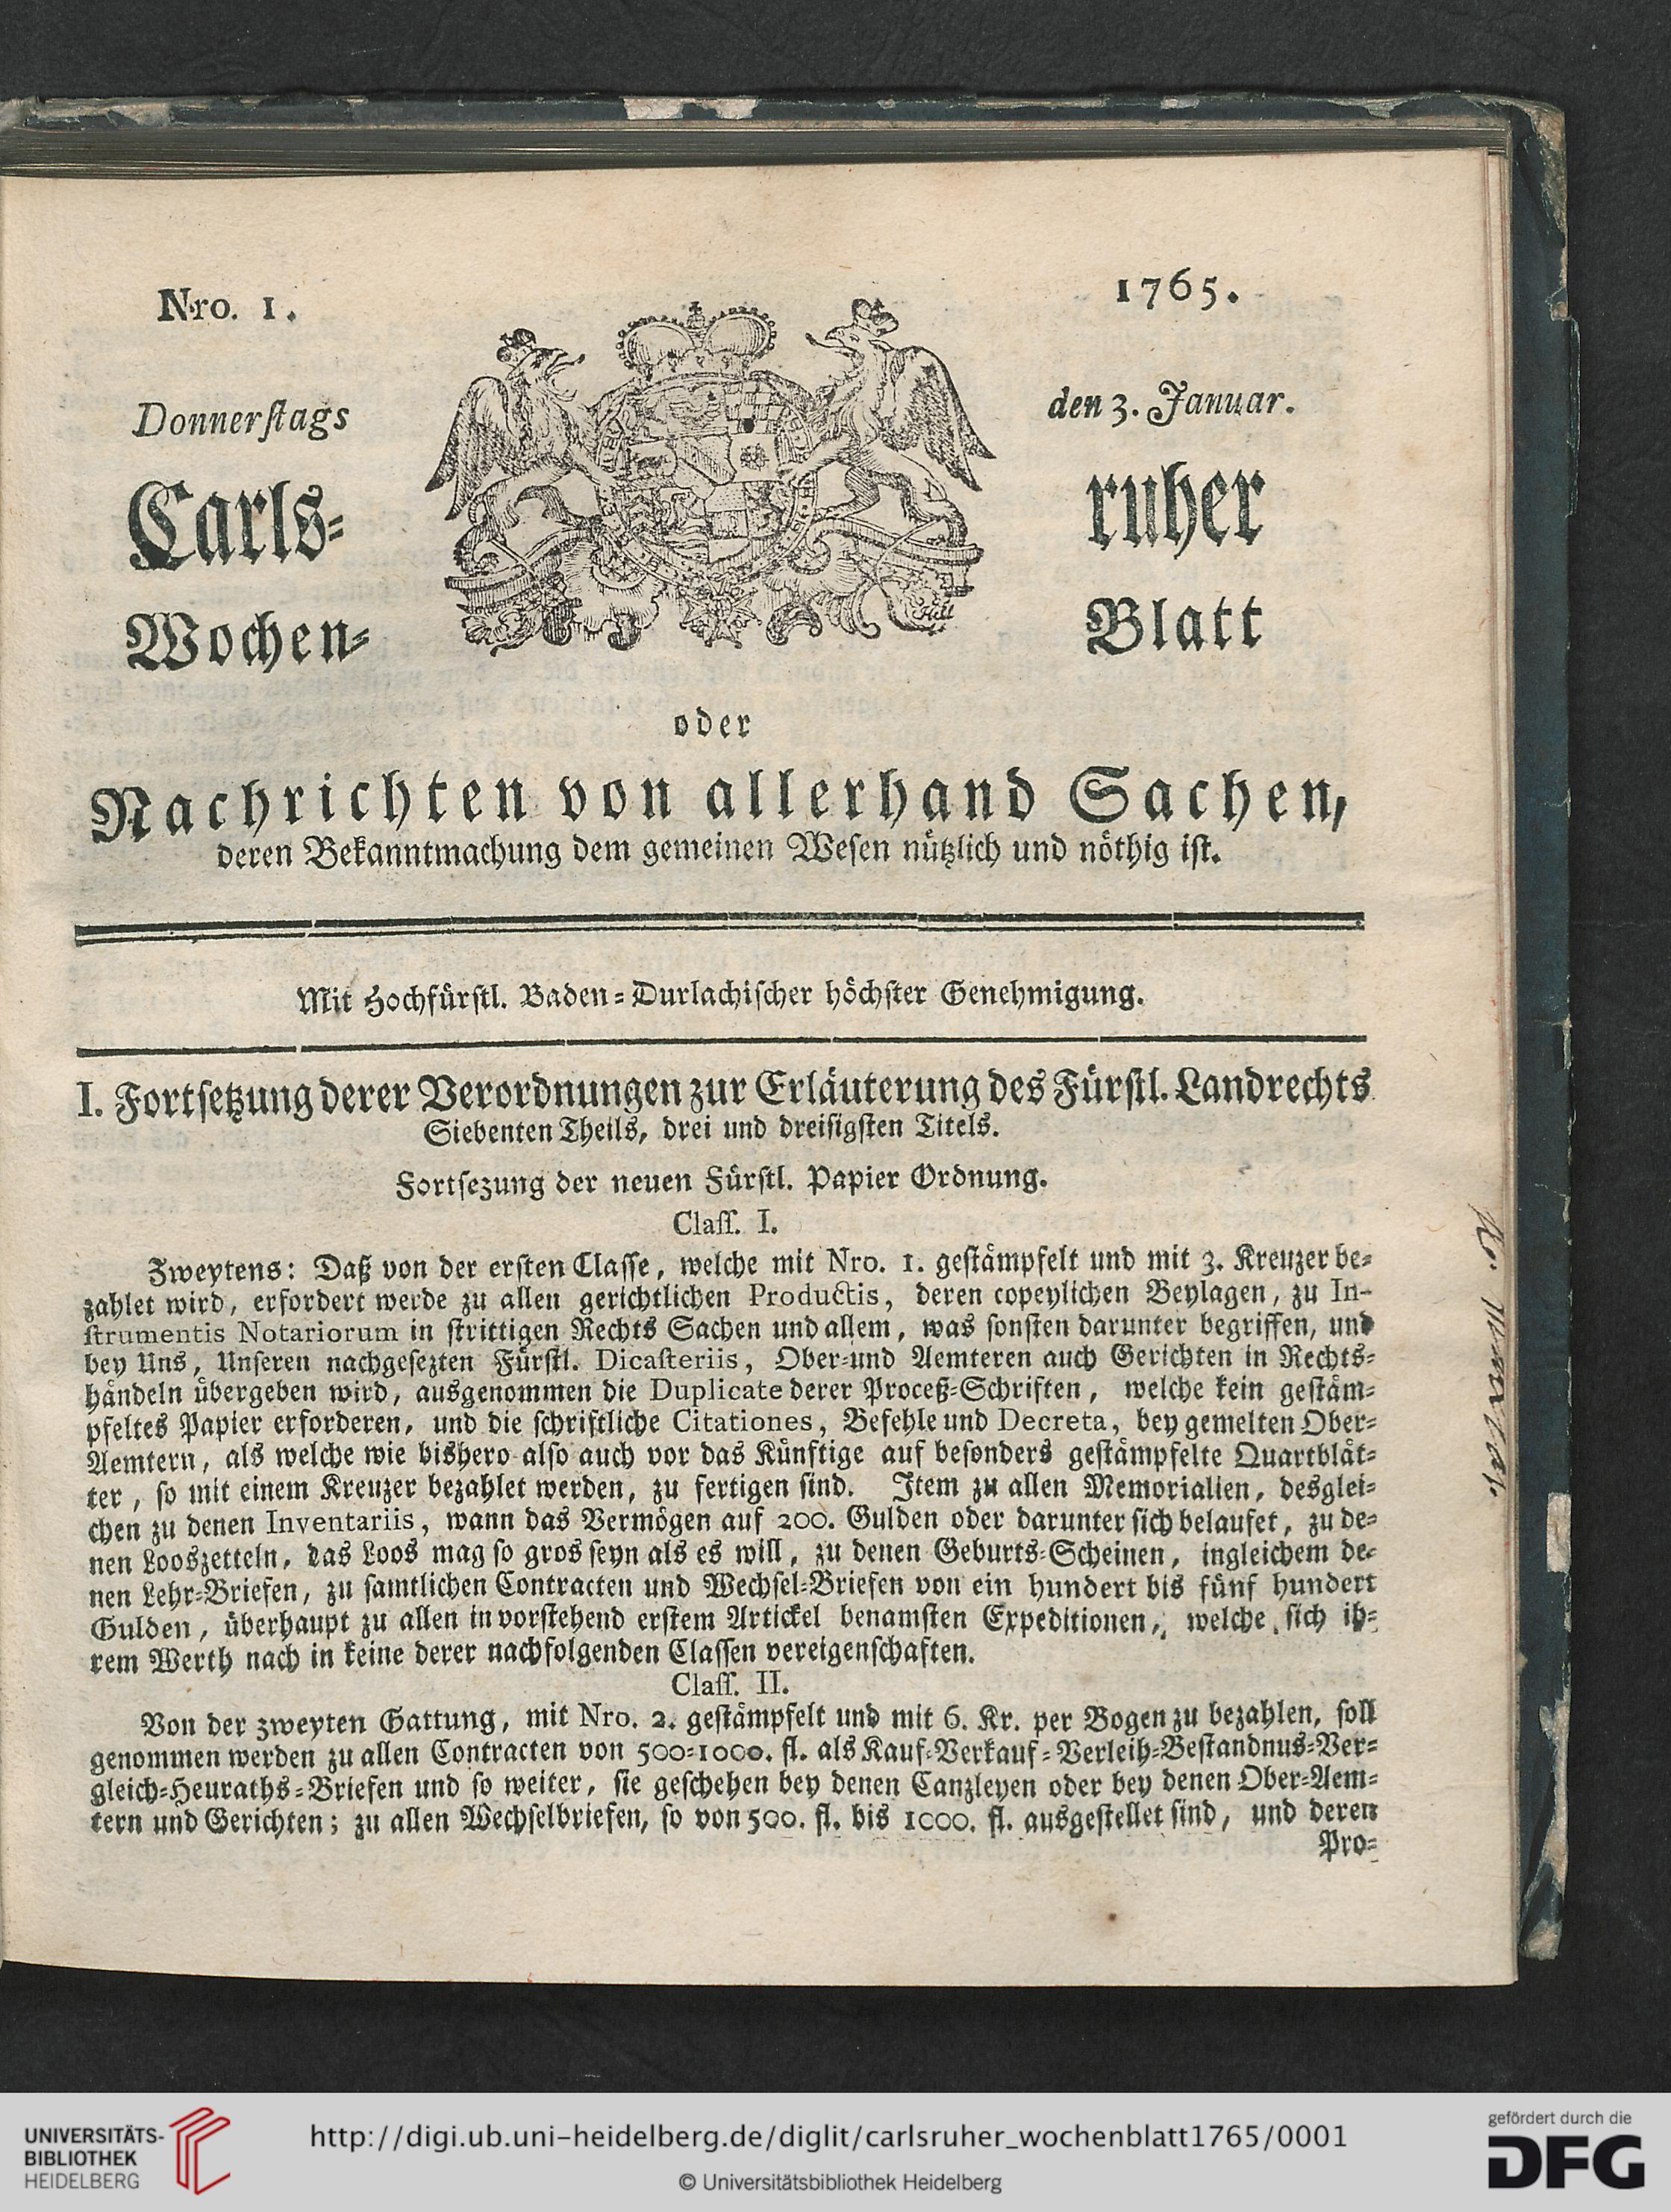 Nro. 1.
1765.
Donnerſtags
den 3. Januar.
Carls-
ruher
Wochen-
Blatt
oder
Nachrichten von allerhand Sachen,
deren Bekanntmachung dem gemeinen Weſen nützlich und nöthig iſt.
Mit Hochfürſtl. Baden-Durlachiſcher höchſter Genehmigung.
I. Fortſetzung derer Verordnungen zur Erläuterung des Fürſtl. Landrechts
Siebenten Theils, drei und dreiſigſten Titels.
Fortſezung der neuen Fürſtl. Papier Ordnung.
Claſſ. I.
Zweytens: Daß von der erſten Claſſe, welche mit Nro. 1. geſtämpfelt und mit 3. Kreuzer be-
zahlet wird, erfordert werde zu allen gerichtlichen Productis, deren copeylichen Beylagen, zu In-
ſtrumentis Notariorum in ſtrittigen Rechts Sachen und allem, was ſonſten darunter begriffen, und
bey Uns, Unſeren nachgeſezten Fürſtl. Dicaſteriis, Ober-und Aemteren auch Gerichten in Rechts-
händeln übergeben wird, ausgenommen die Duplicate derer Proceß-Schriften, welche kein geſtäm-
pfeltes Papier erforderen, und die ſchriftliche Citationes, Befehle und Decreta, bey gemelten Ober-
Aemtern, als welche wie bishero alſo auch vor das Künftige auf beſonders geſtämpfelte Quartblät-
ter, ſo mit einem Kreuzer bezahlet werden, zu fertigen ſind. Item zu allen Memorialien, desglei-
chen zu denen Inventariis, wann das Vermögen auf 200. Gulden oder darunter ſich belaufet, zu de-
nen Looszetteln, das Loos mag ſo gros ſeyn als es will, zu denen Geburts-Scheinen, ingleichem de-
nen Lehr-Briefen, zu ſamtlichen Contracten und Wechſel-Briefen von ein hundert bis fünf hundert
Gulden, überhaupt zu allen in vorſtehend erſtem Artickel benamſten Expeditionen, welche ſich ih-
rem Werth nach in keine derer nachfolgenden Claſſen vereigenſchaften.
Claſſ. II.
Von der zweyten Gattung, mit Nro. 2. geſtämpfelt und mit 6. Kr. per Bogen zu bezahlen, ſoll
genommen werden zu allen Contracten von 500-1000. fl. als Kauf-Verkauf-Verleih-Beſtandnus-Ver-
gleich-Heuraths-Briefen und ſo weiter, ſie geſchehen bey denen Canzleyen oder bey denen Ober-Aem-
tern und Gerichten; zu allen Wechſelbriefen, ſo von 500. fl. bis 1000. fl. ausgeſtellet ſind, und deren
Pro-
UNIVERSITÄTS-
BIBLIOTHEK
HEIDELBERG
http://digi.ub.uni-heidelberg.de/diglit/carlsruher_wochenblatt1765/0001
© Universitätsbibliothek Heidelberg
gefördert durch die
DFG